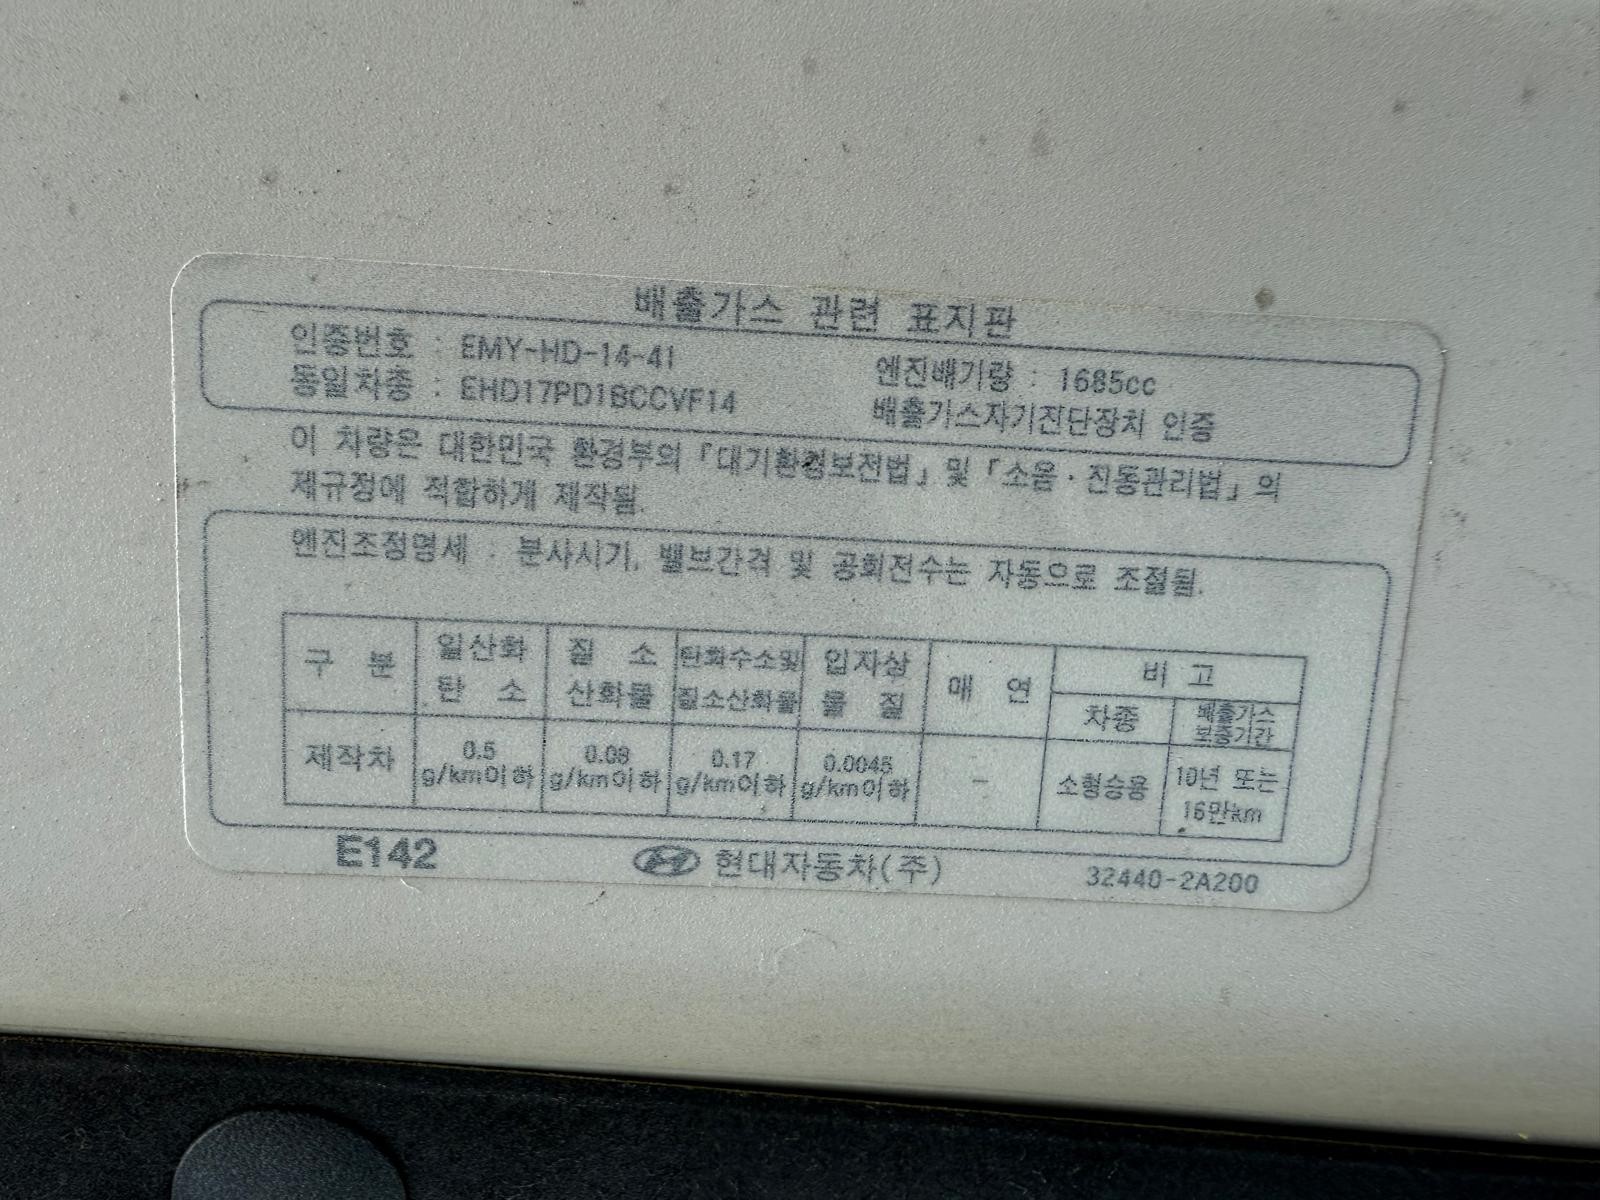 배출가스 관련 표지판
인증번호 : EMY-HD-14-41
동일차종 : EHD17PD1BCCVF14
엔진배기량 : 1685cc
배출가스자기진단장치 인증
이 차량은 대한민국 환경부의 「대기환경보전법」 및 「소음·진동관리법」의
제규정에 적합하게 제작됨.
엔진조정명세 : 분사시기, 밸브간격 및 공회전수는 자동으로 조절됨.
구 분
일산화
탄 소
질 소
산화물
탄화수소및
질소산화물
입자상
물 질
매 연
비 고
차종
배출가스
보증기간
제작차
0.5
g/km이하
0.08
g/km이하
0.17
g/km이하
0.0045
g/km이하
-
소형승용
10년 또는
16만km
E142
현대자동차(주)
32440-2A200